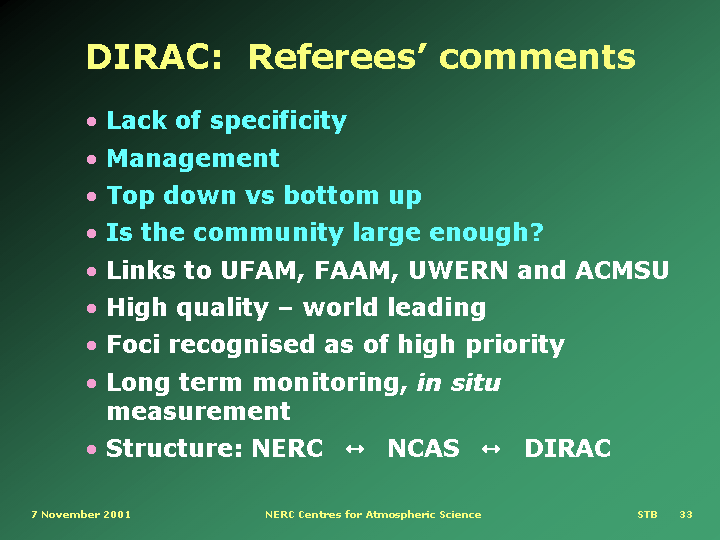 DIRAC: Referees’ comments
• Lack of specificity
• Management
• Top down vs bottom up
• Is the community large enough?
• Links to UFAM, FAAM, UWERN and ACMSU
• High quality – world leading
• Foci recognised as of high priority
• Long term monitoring, in situ
measurement
• Structure: NERC ↔ NCAS ↔ DIRAC
7 November 2001 NERC Centres for Atmospheric Science STB 33